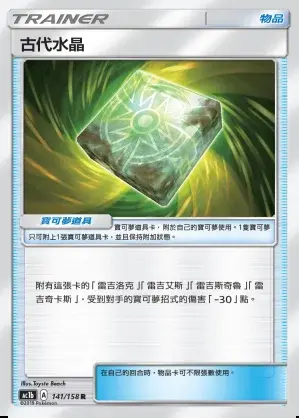 TRAINER 物品
古代水晶
寶可夢道具
寶可夢道具卡，附於自己的寶可夢使用。1隻寶可夢
只可附上1張寶可夢道具卡，並且保持附加狀態。
附有這張卡的「雷吉洛克」「雷吉艾斯」「雷吉斯奇魯」「雷
吉奇卡斯」，受到對手的寶可夢招式的傷害「-30」點。
Illus.Toyste Beach
AC1b A 141/158 R
©2019 Pokémon
在自己的回合時，物品卡可不限張數使用。